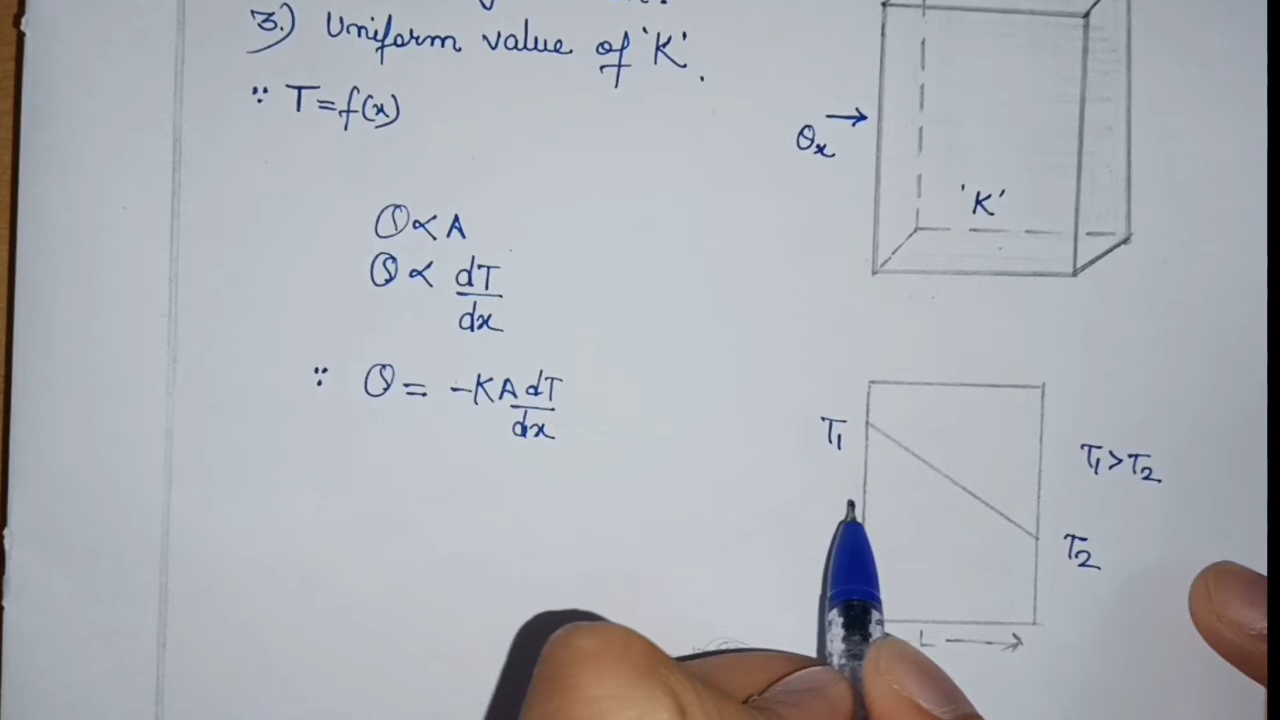 3.) Uniform value of 'K'.
∵ T=f(x)
Qx →
'K'
Q ∝ A
Q ∝ dT
dx
∵ Q = -KA dT
dx
T1
T1>T2
T2
L →